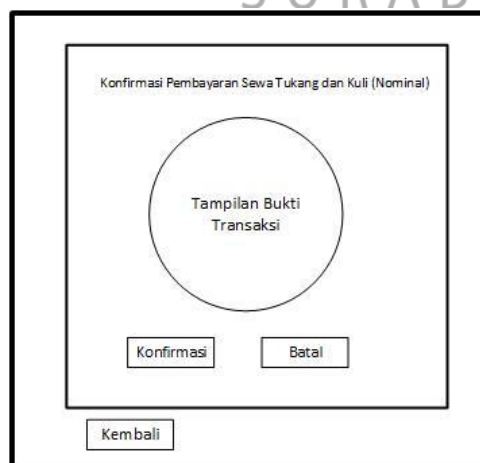 Konfirmasi Pembayaran Sewa Tukang dan Kuli (Nominal)
Tampilan Bukti
Transaksi
Konfirmasi
Batal
Kembali